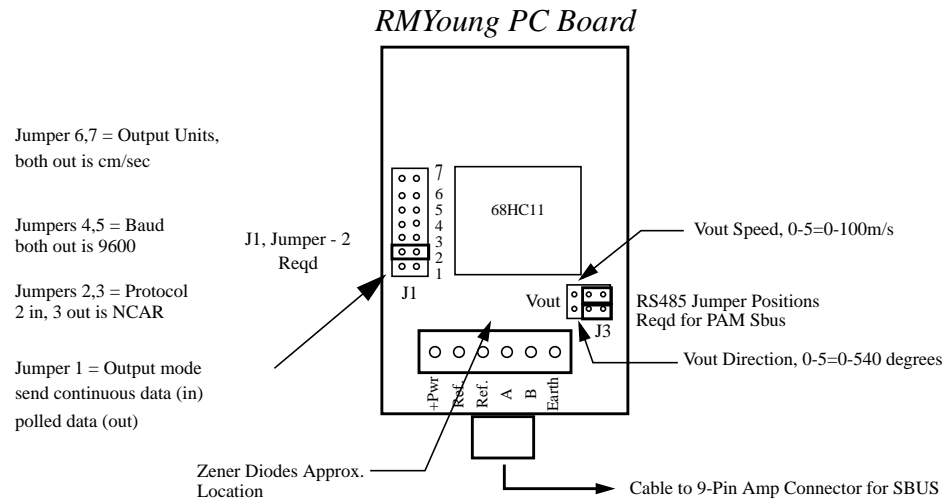 RMYoung PC Board
Jumper 6,7 = Output Units,
both out is cm/sec
Jumpers 4,5 = Baud
both out is 9600
Jumpers 2,3 = Protocol
2 in, 3 out is NCAR
Jumper 1 = Output mode
send continuous data (in)
polled data (out)
J1, Jumper - 2
Reqd
7
6
5
4
3
2
1
J1
68HC11
Vout Speed, 0-5=0-100m/s
Vout
J3
RS485 Jumper Positions
Reqd for PAM Sbus
Vout Direction, 0-5=0-540 degrees
+Pwr
Ref.
Ref.
A
B
Earth
Zener Diodes Approx.
Location
Cable to 9-Pin Amp Connector for SBUS